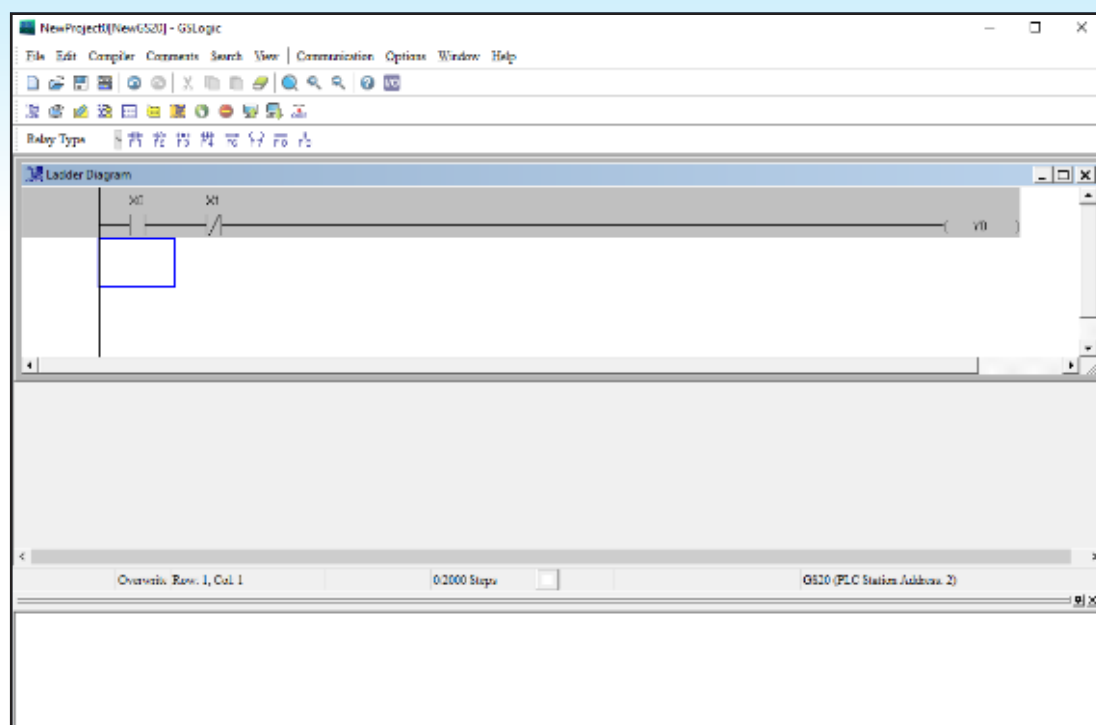 NewProject0[NewGS20] - GSLogic
File Edit Compiler Comments Search View Communication Options Window Help
Relay Type
Ladder Diagram
X0 X1
Y0
Overwrite Row: 1, Col: 1 0/2000 Steps GS20 (PLC Station Address: 2)